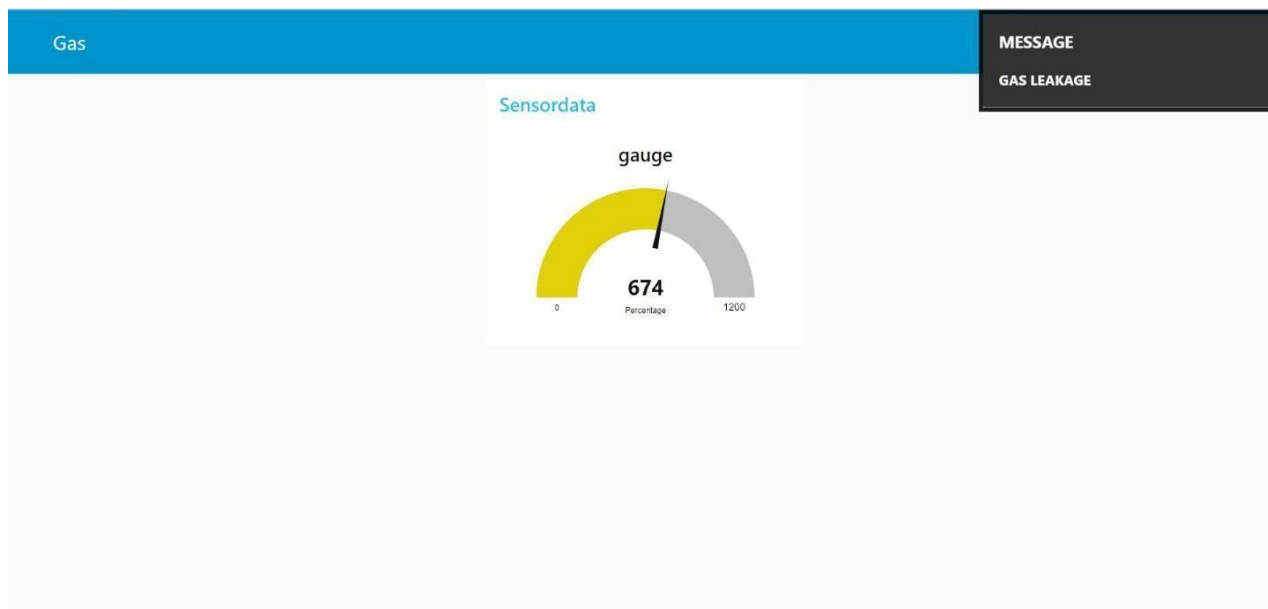 Gas
MESSAGE
GAS LEAKAGE
Sensordata
gauge
674
Percentage
0
1200